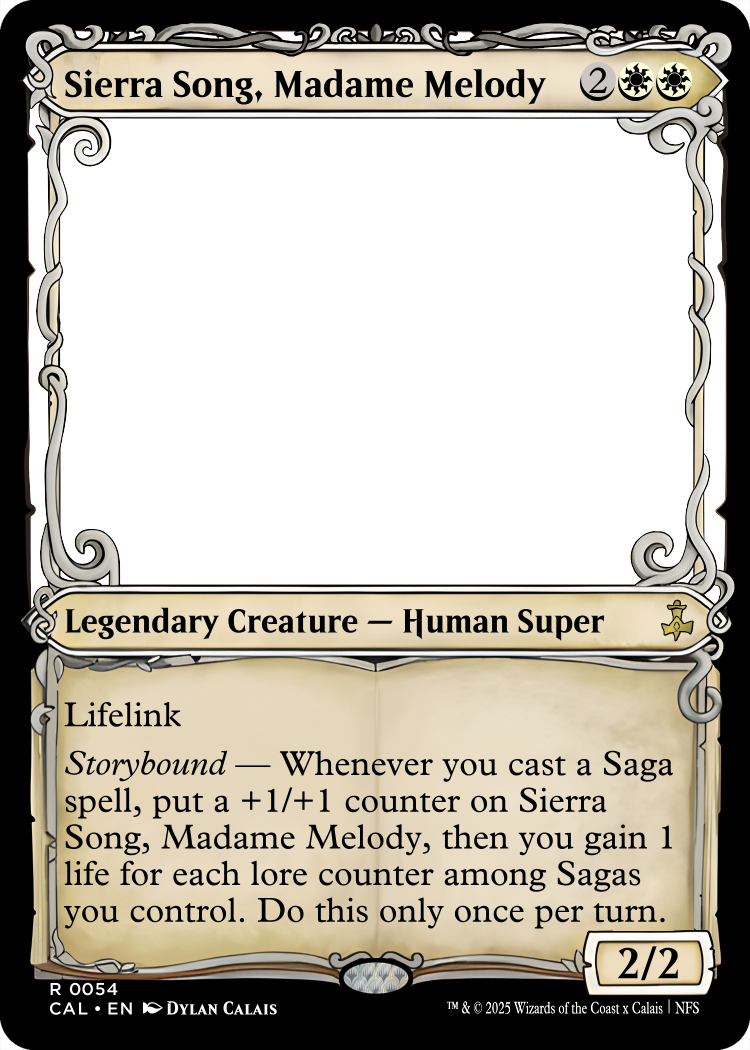 Sierra Song, Madame Melody 2
Legendary Creature — Human Super
Lifelink
Storybound — Whenever you cast a Saga
spell, put a +1/+1 counter on Sierra
Song, Madame Melody, then you gain 1
life for each lore counter among Sagas
you control. Do this only once per turn.
2/2
R 0054
CAL • EN Dylan Calais
™ & © 2025 Wizards of the Coast x Calais | NFS